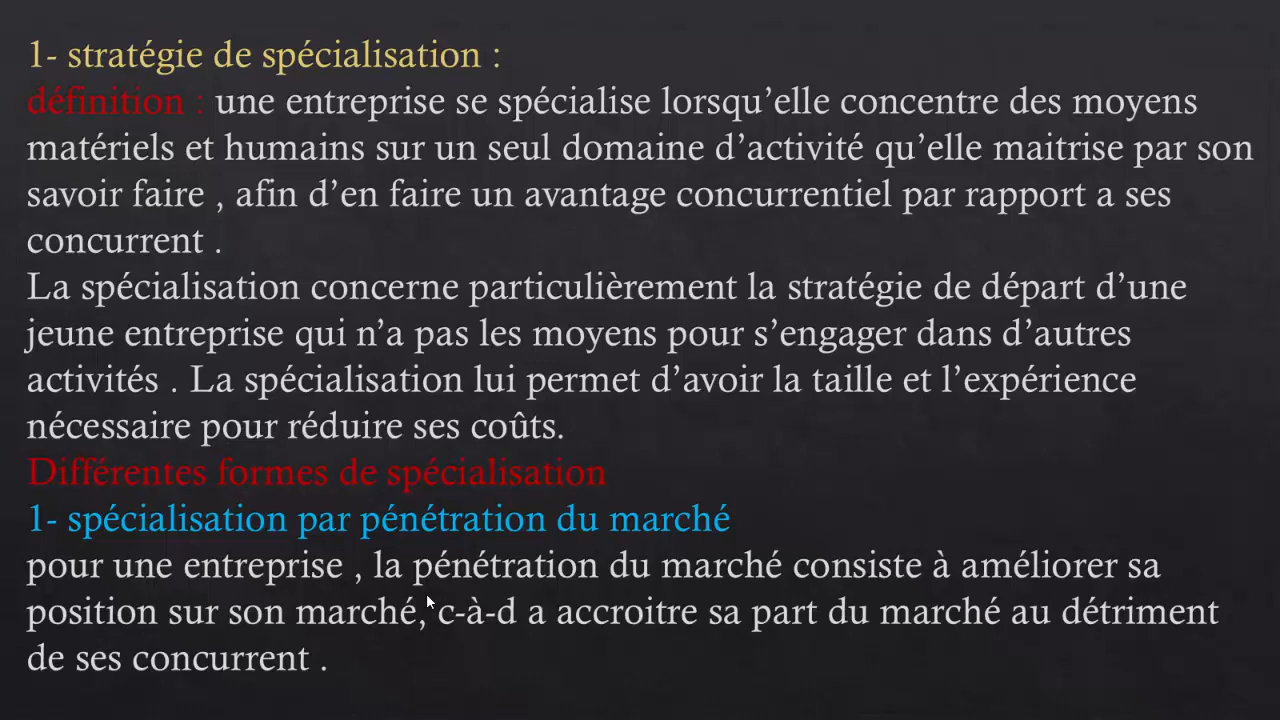 1- stratégie de spécialisation :
définition : une entreprise se spécialise lorsqu’elle concentre des moyens
matériels et humains sur un seul domaine d’activité qu’elle maitrise par son
savoir faire , afin d’en faire un avantage concurrentiel par rapport a ses
concurrent .
La spécialisation concerne particulièrement la stratégie de départ d’une
jeune entreprise qui n’a pas les moyens pour s’engager dans d’autres
activités . La spécialisation lui permet d’avoir la taille et l’expérience
nécessaire pour réduire ses coûts.
Différentes formes de spécialisation
1- spécialisation par pénétration du marché
pour une entreprise , la pénétration du marché consiste à améliorer sa
position sur son marché, c-à-d a accroitre sa part du marché au détriment
de ses concurrent .